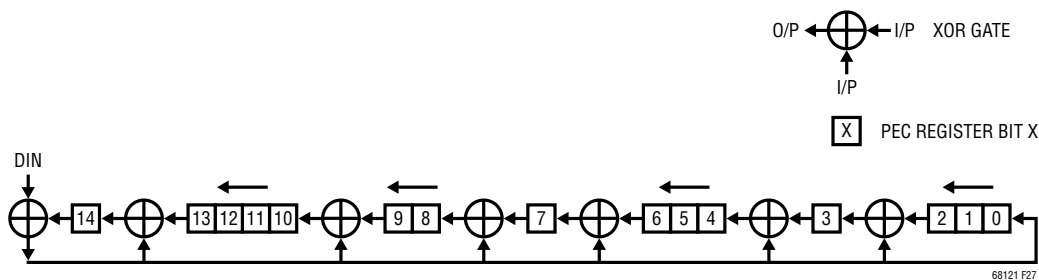 O/P I/P XOR GATE
I/P
X PEC REGISTER BIT X
DIN
14 13 12 11 10 9 8 7 6 5 4 3 2 1 0
68121 F27